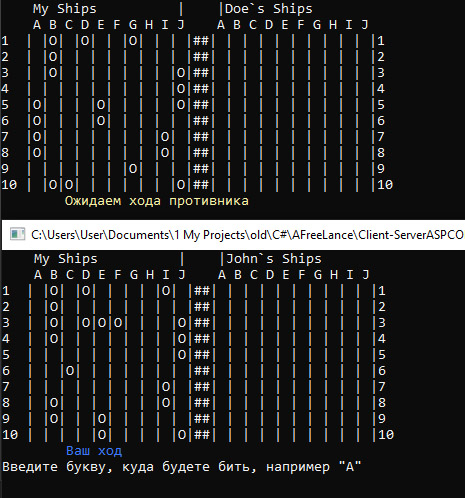 My Ships          |    |Doe`s Ships
    A B C D E F G H I J    A B C D E F G H I J
1  | |O| |O| | |O| | | |##| | | | | | | | | | |1
2  | |O| | | | | | | | |##| | | | | | | | | | |2
3  | |O| | | | | | | |O|##| | | | | | | | | | |3
4  | | | | | | | | | |O|##| | | | | | | | | | |4
5  |O| | | |O| | | | |O|##| | | | | | | | | | |5
6  |O| | | |O| | | | | |##| | | | | | | | | | |6
7  |O| | | | | | | |O| |##| | | | | | | | | | |7
8  |O| | | | | | | |O| |##| | | | | | | | | | |8
9  | | | | | | |O| | | |##| | | | | | | | | | |9
10 | |O|O| | | | | | |O|##| | | | | | | | | | |10
Ожидаем хода противника
C:\Users\User\Documents\1 My Projects\old\C#\AFreeLance\Client-ServerASPCO
My Ships          |    |John`s Ships
    A B C D E F G H I J    A B C D E F G H I J
1  | |O| |O| | | | |O| |##| | | | | | | | | | |1
2  | |O| | | | | | | | |##| | | | | | | | | | |2
3  | |O| |O|O|O| | | |O|##| | | | | | | | | | |3
4  | |O| | | | | | | |O|##| | | | | | | | | | |4
5  | | | | | | | | | |O|##| | | | | | | | | | |5
6  | | |O| | | | | | | |##| | | | | | | | | | |6
7  | | | | | | | | |O| |##| | | | | | | | | | |7
8  | |O| | | | | | |O| |##| | | | | | | | | | |8
9  | |O| | |O| | | | | |##| | | | | | | | | | |9
10 | | | | |O| | | | |O|##| | | | | | | | | | |10
Ваш ход
Введите букву, куда будете бить, например "A"